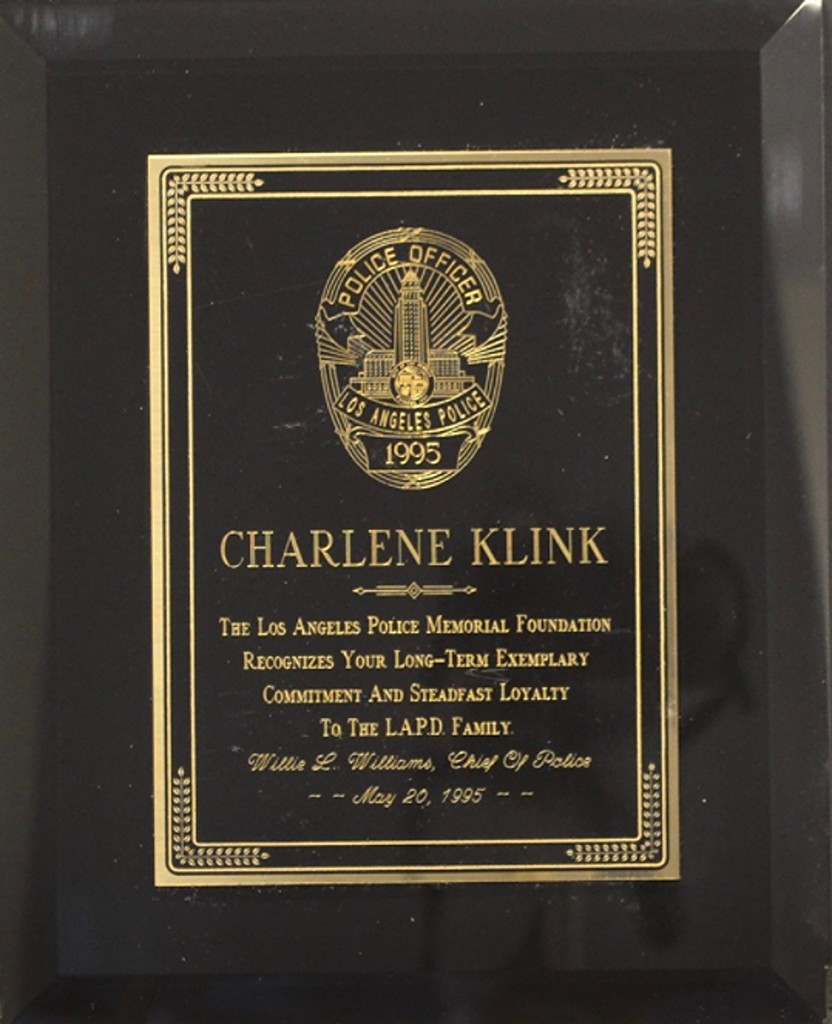 POLICE OFFICER
LOS ANGELES POLICE
1995
CHARLENE KLINK
THE LOS ANGELES POLICE MEMORIAL FOUNDATION
RECOGNIZES YOUR LONG-TERM EXEMPLARY
COMMITMENT AND STEADFAST LOYALTY
TO THE L.A.P.D. FAMILY.
Willie L. Williams, Chief Of Police
- - May 20, 1995 - -